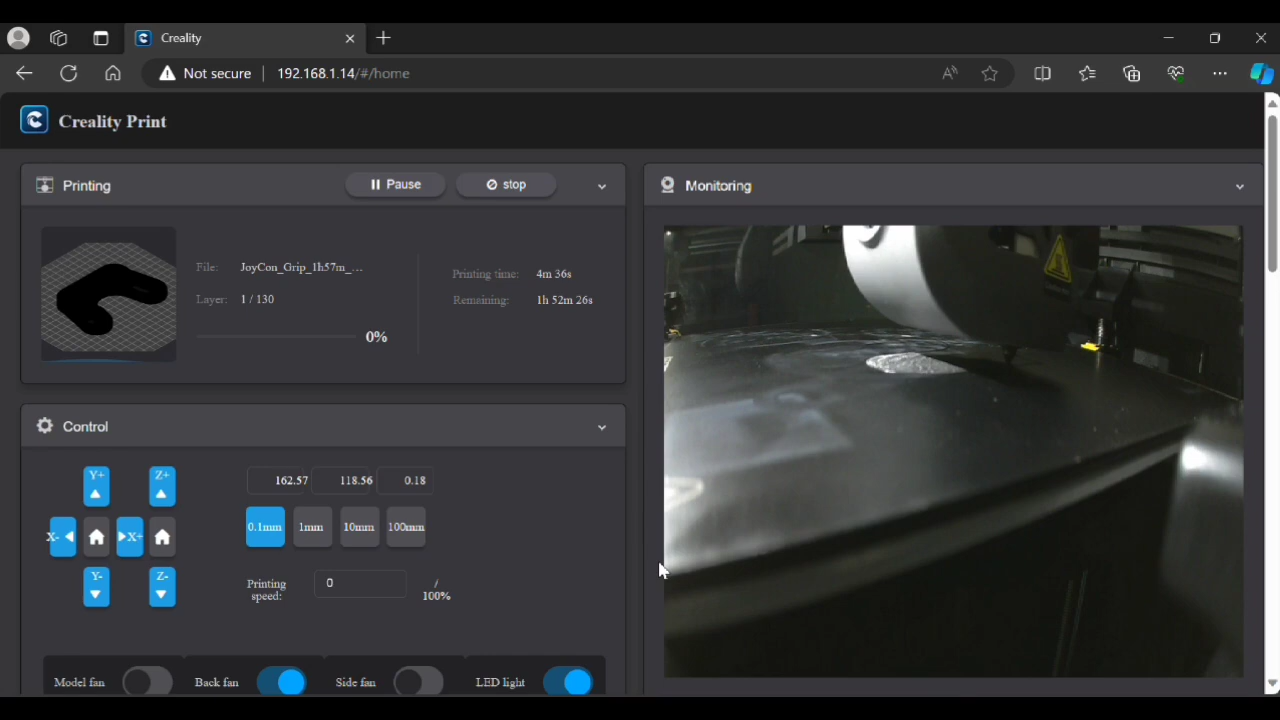 Creality
Not secure
192.168.1.14/#/home
Creality Print
Printing
Pause
stop
File:
JoyCon_Grip_1h57m_...
Layer:
1 / 130
0%
Printing time:
4m 36s
Remaining:
1h 52m 26s
Monitoring
Control
Y+
Z+
X-
X+
Y-
Z-
162.57
118.56
0.18
0.1mm
1mm
10mm
100mm
Printing
speed:
0
/
100%
Model fan
Back fan
Side fan
LED light